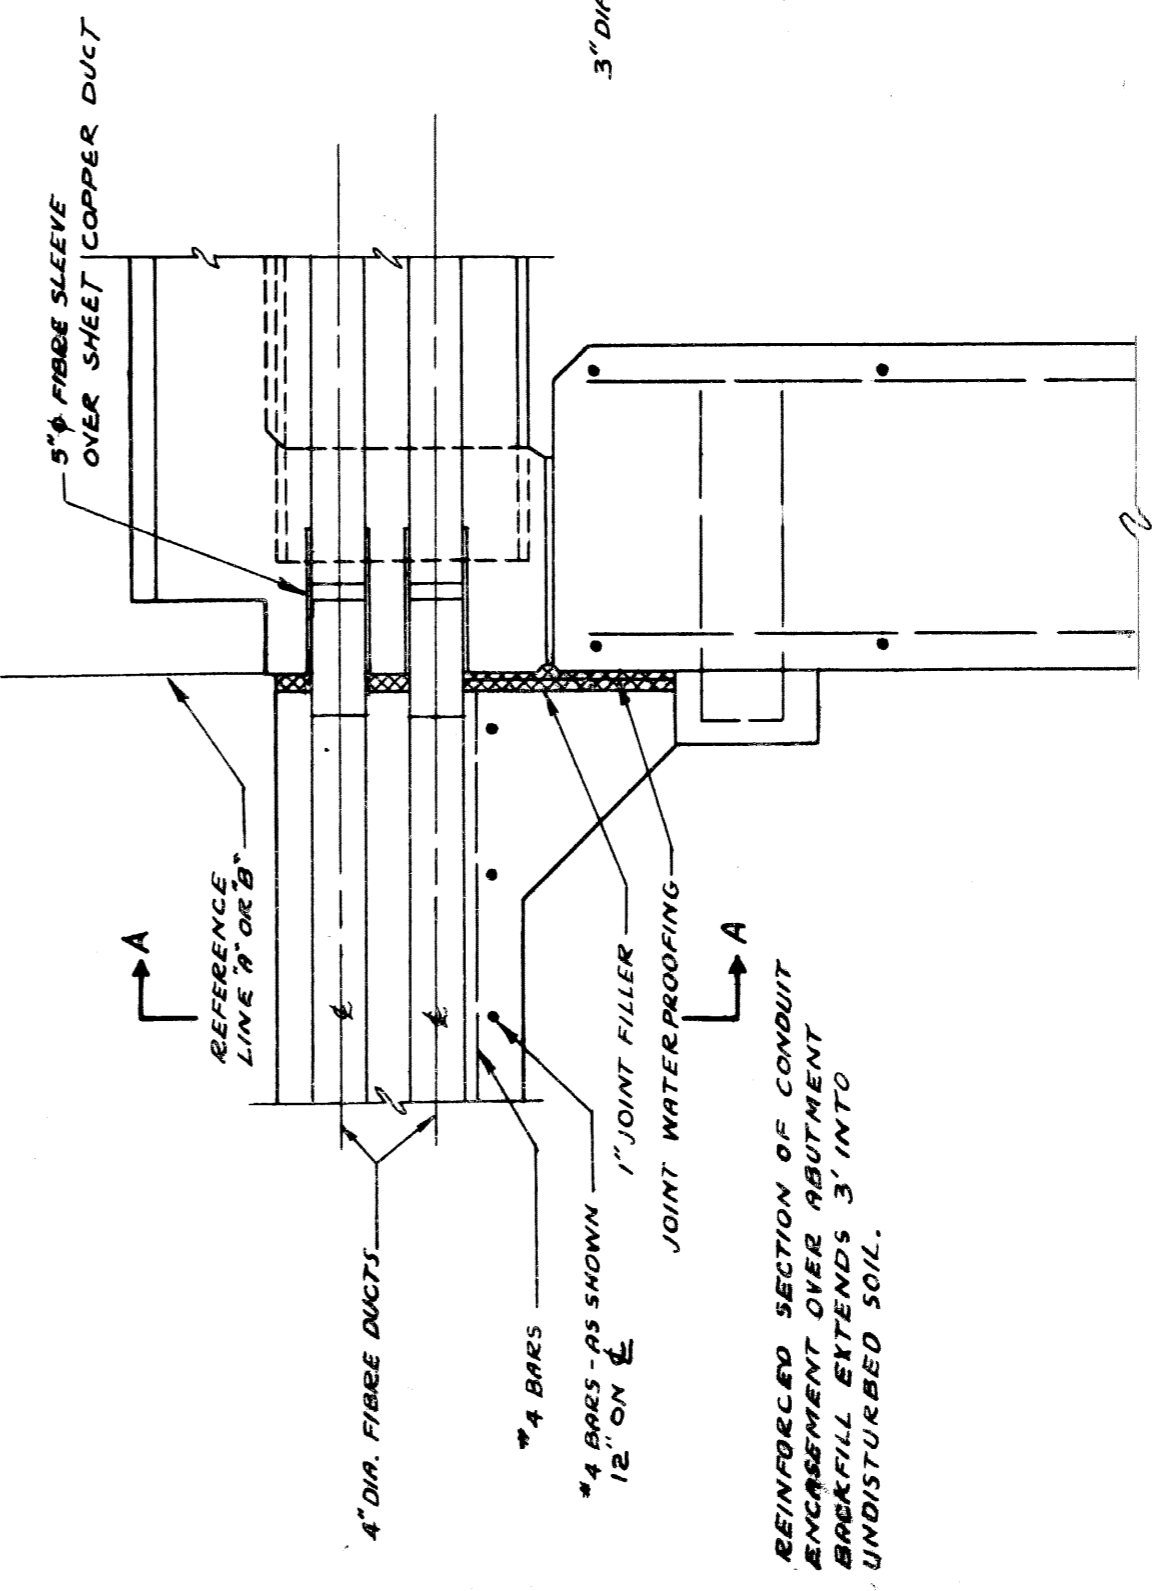 5"ϕ FIBRE SLEEVE
OVER SHEET COPPER DUCT
3" DIA
REFERENCE
LINE "A" OR "B"
A
A
℄
℄
4" DIA. FIBRE DUCTS
#4 BARS
#4 BARS - AS SHOWN
12" ON ℄
1" JOINT FILLER
JOINT WATERPROOFING
REINFORCED SECTION OF CONDUIT
ENCASEMENT OVER ABUTMENT
BACKFILL EXTENDS 3' INTO
UNDISTURBED SOIL.